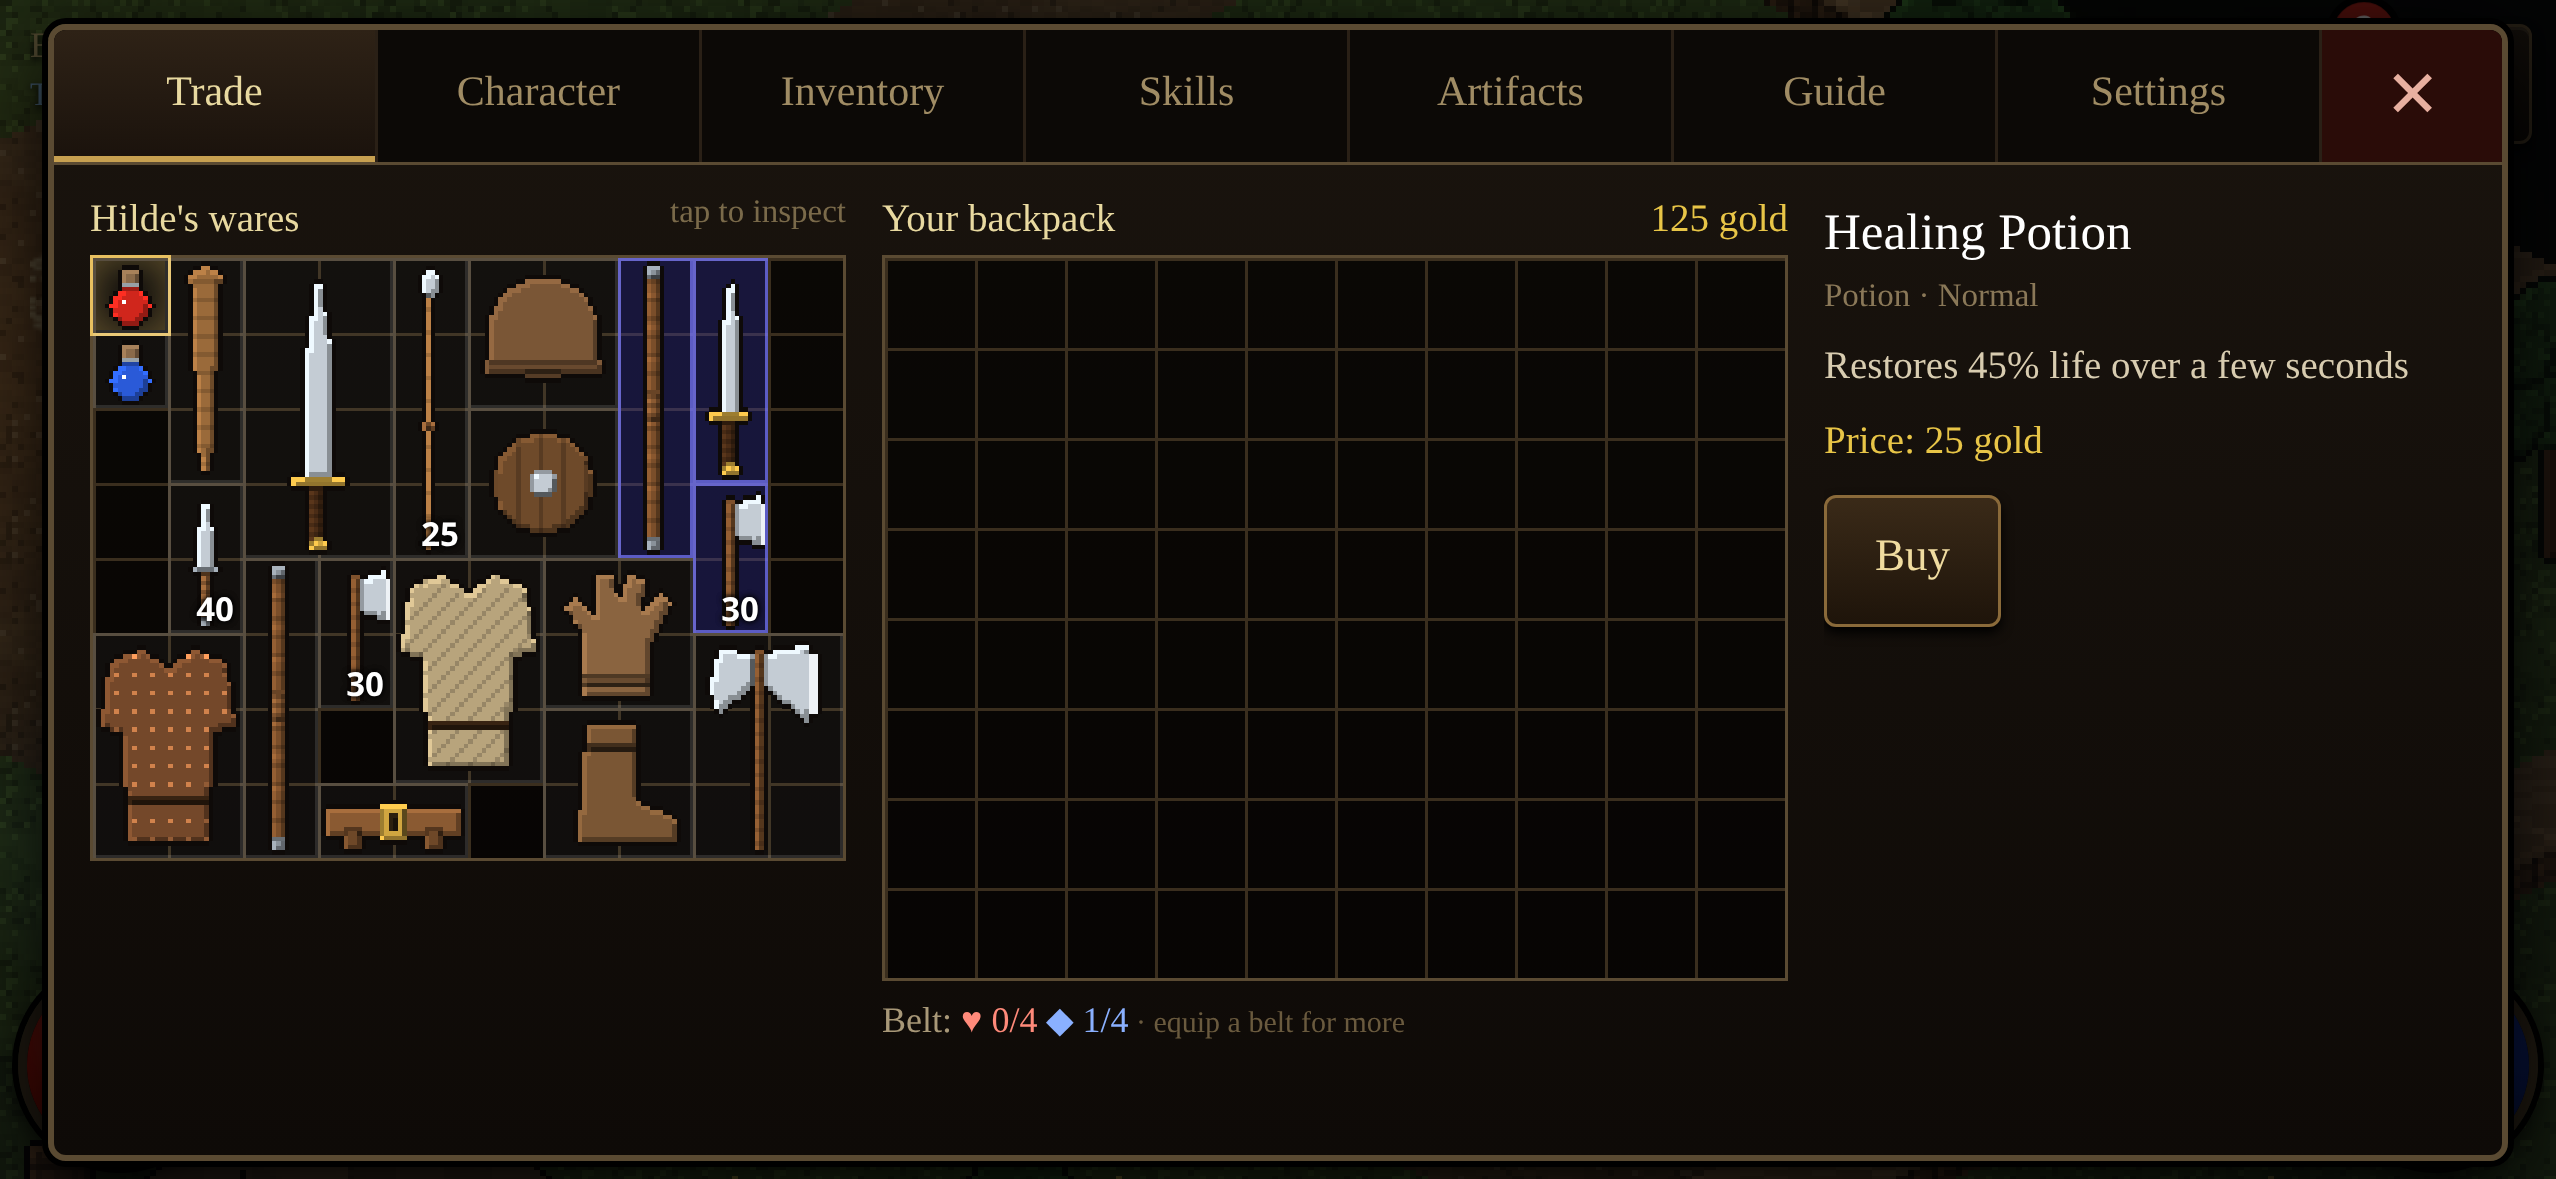 Trade
Character
Inventory
Skills
Artifacts
Guide
Settings
✕
Hilde's wares
tap to inspect
25
40
30
30
Your backpack
125 gold
Belt: ♥ 0/4 ◆ 1/4 · equip a belt for more
Healing Potion
Potion · Normal
Restores 45% life over a few seconds
Price: 25 gold
Buy